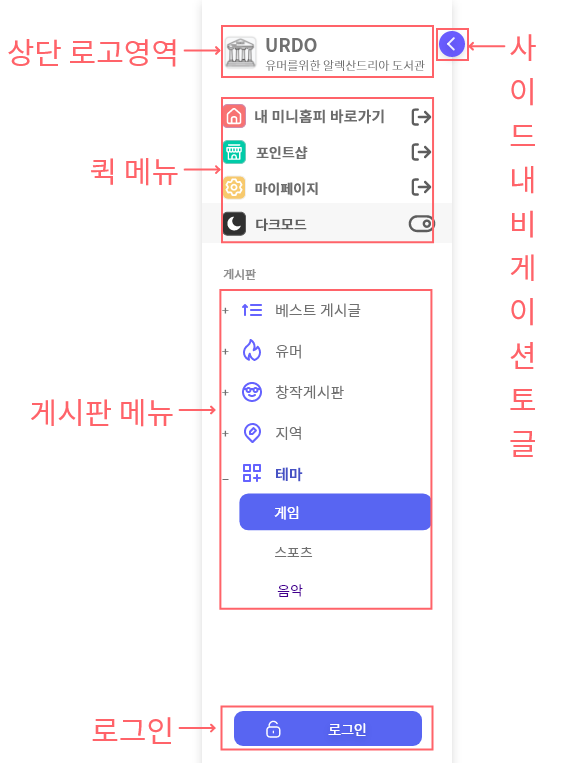 상단 로고영역
URDO
유머를위한 알렉산드리아 도서관
사이드내비게이션토글
퀵 메뉴
내 미니홈피 바로가기
포인트샵
마이페이지
다크모드
게시판
게시판 메뉴
+ 베스트 게시글
+ 유머
+ 창작게시판
+ 지역
_ 테마
게임
스포츠
음악
로그인
로그인